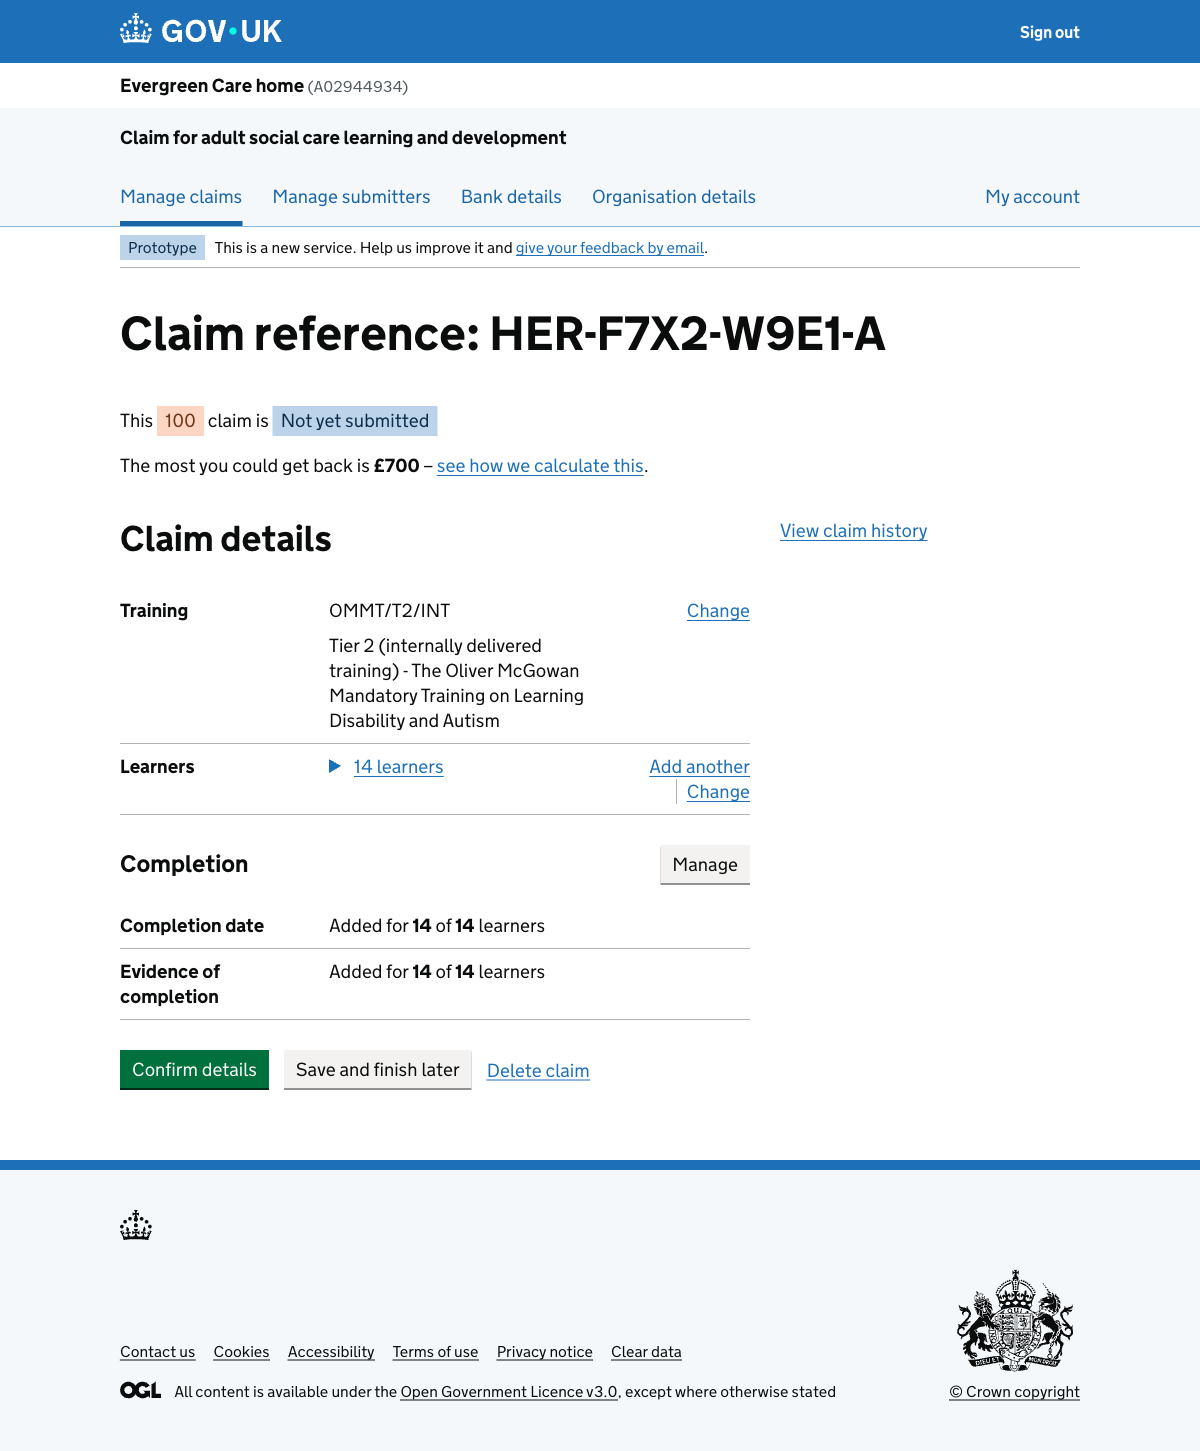 GOV·UK
Sign out
Evergreen Care home (A02944934)
Claim for adult social care learning and development
Manage claims Manage submitters Bank details Organisation details My account
Prototype This is a new service. Help us improve it and give your feedback by email.
Claim reference: HER-F7X2-W9E1-A
This 100 claim is Not yet submitted
The most you could get back is £700 – see how we calculate this.
Claim details
View claim history
Training OMMT/T2/INT Change
Tier 2 (internally delivered
training) - The Oliver McGowan
Mandatory Training on Learning
Disability and Autism
Learners 14 learners Add another
Change
Completion Manage
Completion date Added for 14 of 14 learners
Evidence of Added for 14 of 14 learners
completion
Confirm details Save and finish later Delete claim
Contact us Cookies Accessibility Terms of use Privacy notice Clear data
OGL All content is available under the Open Government Licence v3.0, except where otherwise stated
© Crown copyright